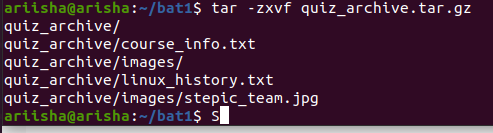 ariisha@arisha:~/bat1$ tar -zxvf quiz_archive.tar.gz
quiz_archive/
quiz_archive/course_info.txt
quiz_archive/images/
quiz_archive/linux_history.txt
quiz_archive/images/stepic_team.jpg
ariisha@arisha:~/bat1$ S